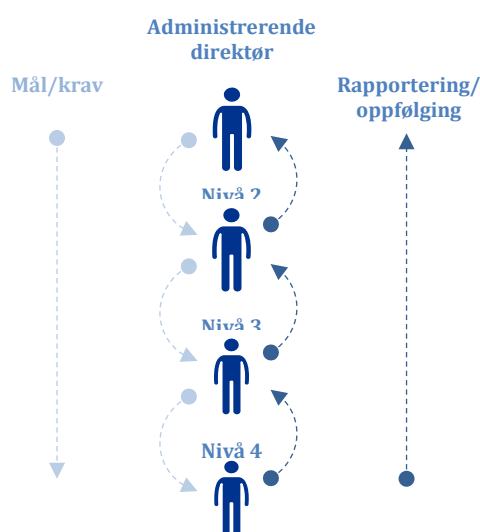 Administrerende
direktør
Mål/krav
Rapportering/
oppfølging
Nivå 2
Nivå 3
Nivå 4